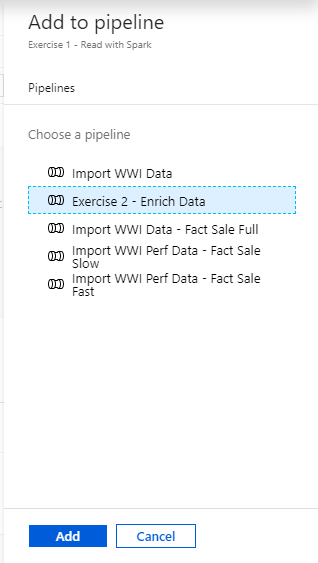 Add to pipeline
Exercise 1 - Read with Spark
Pipelines
Choose a pipeline
Import WWI Data
Exercise 2 - Enrich Data
Import WWI Data - Fact Sale Full
Import WWI Perf Data - Fact Sale
Slow
Import WWI Perf Data - Fact Sale
Fast
Add
Cancel